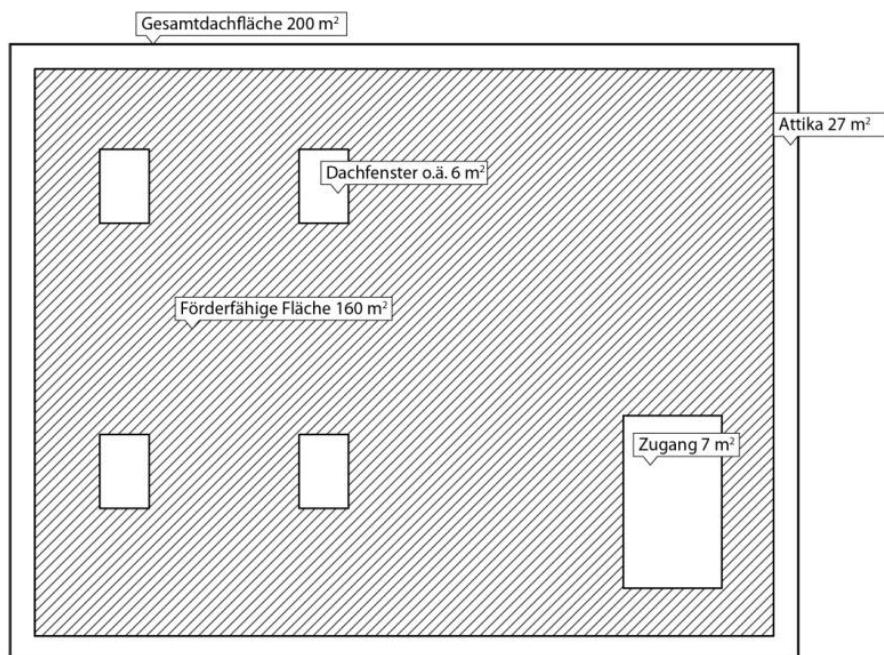 Gesamtdachfläche 200 m²
Attika 27 m²
Dachfenster o.ä. 6 m²
Förderfähige Fläche 160 m²
Zugang 7 m²